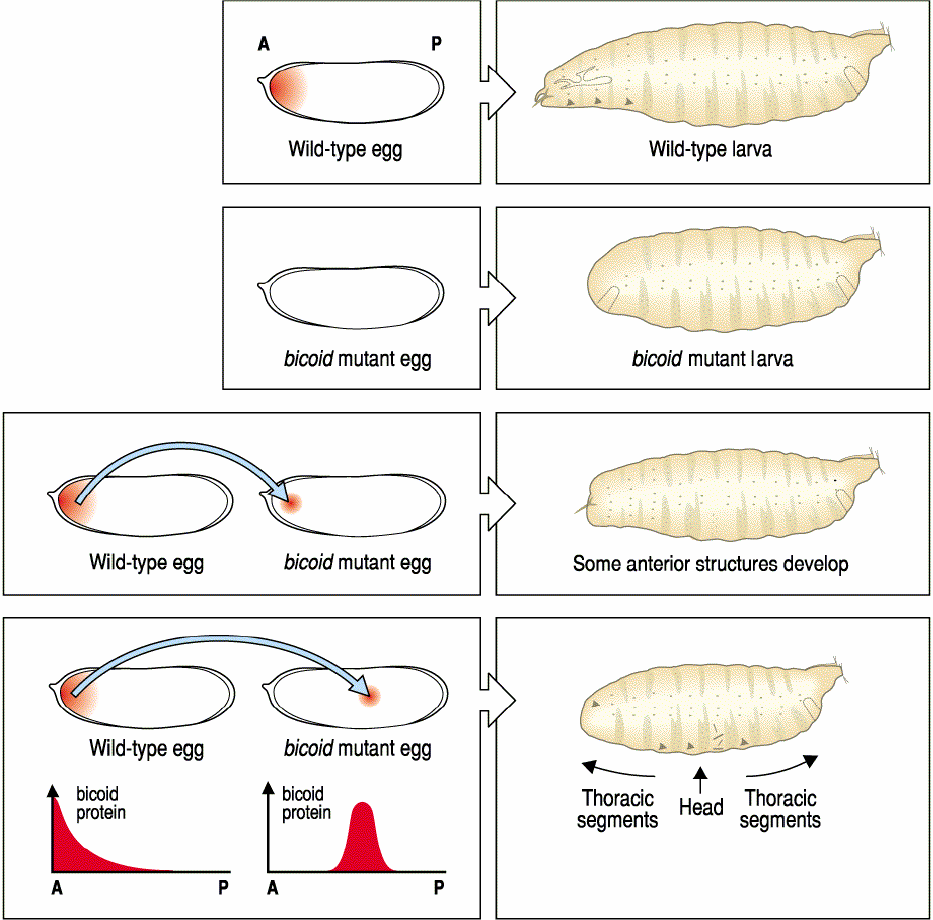 A P
Wild-type egg
Wild-type larva
bicoid mutant egg
bicoid mutant larva
Wild-type egg
bicoid mutant egg
Some anterior structures develop
Wild-type egg
bicoid mutant egg
bicoid
protein
A P
bicoid
protein
A P
Thoracic
segments
Head
Thoracic
segments